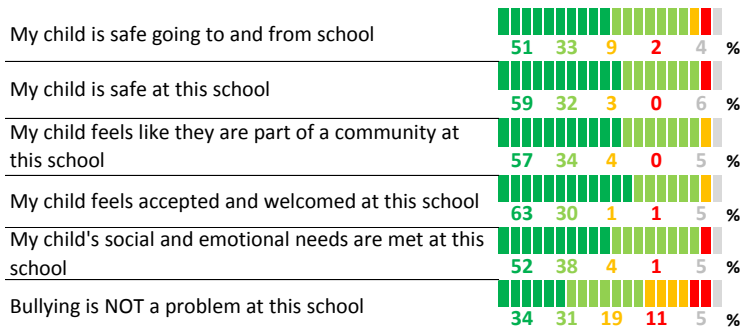 My child is safe going to and from school
51 33 9 2 4 %
My child is safe at this school
59 32 3 0 6 %
My child feels like they are part of a community at
this school
57 34 4 0 5 %
My child feels accepted and welcomed at this school
63 30 1 1 5 %
My child's social and emotional needs are met at this
school
52 38 4 1 5 %
Bullying is NOT a problem at this school
34 31 19 11 5 %